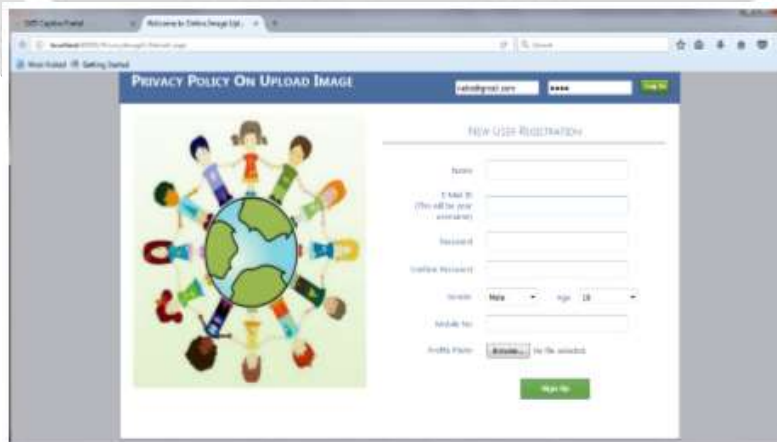 Welcome to Online Image Upl...
Most Visited Getting Started
PRIVACY POLICY ON UPLOAD IMAGE
Log In
NEW USER REGISTRATION
Name
E-Mail ID
(This will be your
username)
Password
Confirm Password
Gender Male Age 18
Mobile No
Profile Photo Browse... No file selected.
Sign Up